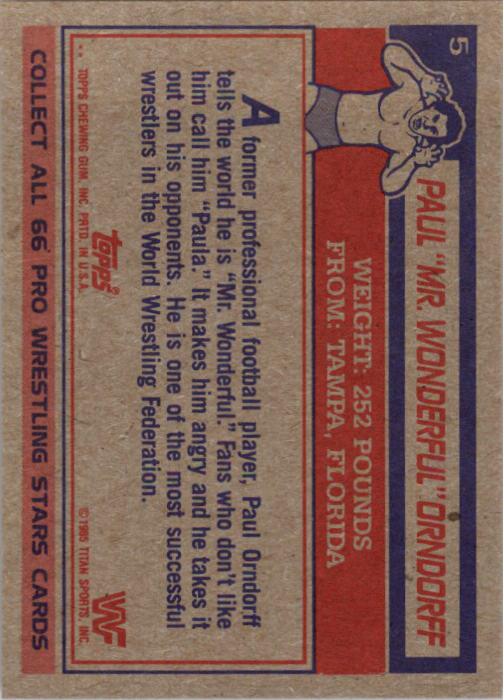 5
PAUL "MR. WONDERFUL" ORNDORFF
WEIGHT: 252 POUNDS
FROM: TAMPA, FLORIDA
A former professional football player, Paul Orndorff
tells the world he is "Mr. Wonderful." Fans who don't like
him call him "Paula." It makes him angry and he takes it
out on his opponents. He is one of the most successful
wrestlers in the World Wrestling Federation.
topps®
WF
** TOPPS CHEWING GUM, INC. PRTD. IN U.S.A.
©1985 TITAN SPORTS, INC.
COLLECT ALL 66 PRO WRESTLING STARS CARDS